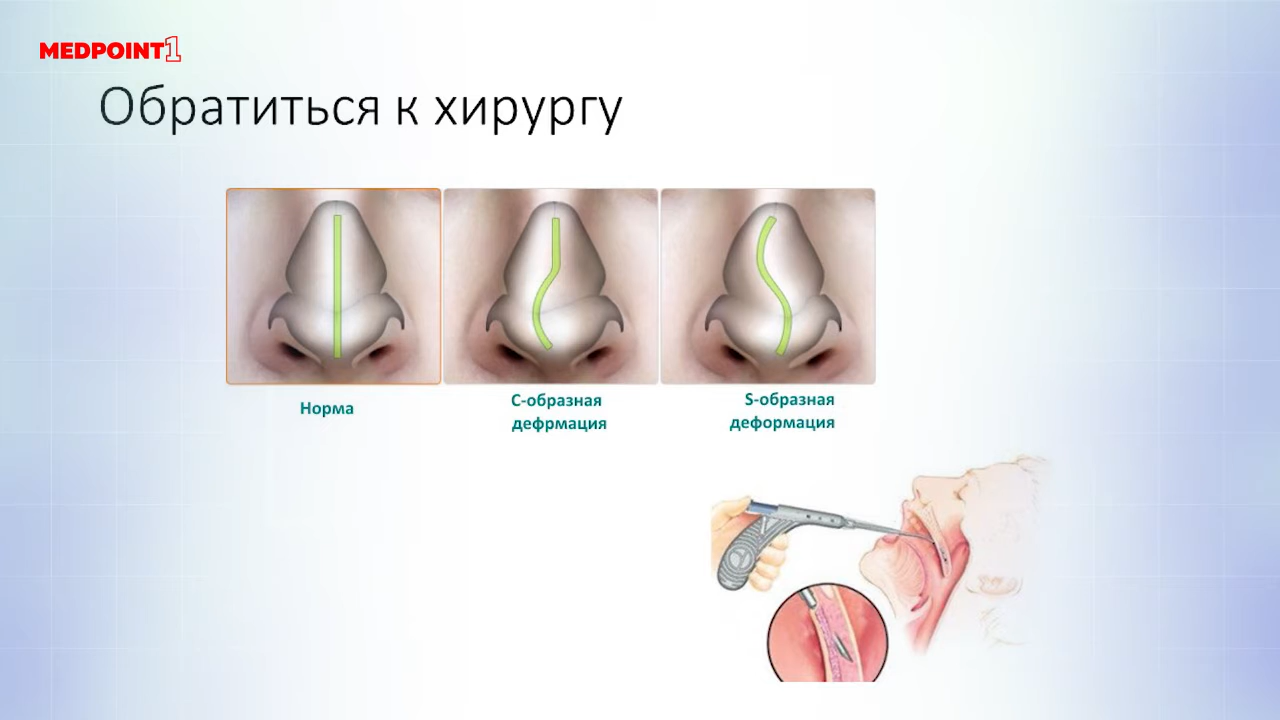 MEDPOINT1
Обратиться к хирургу
Норма
С-образная
дефрмация
S-образная
деформация